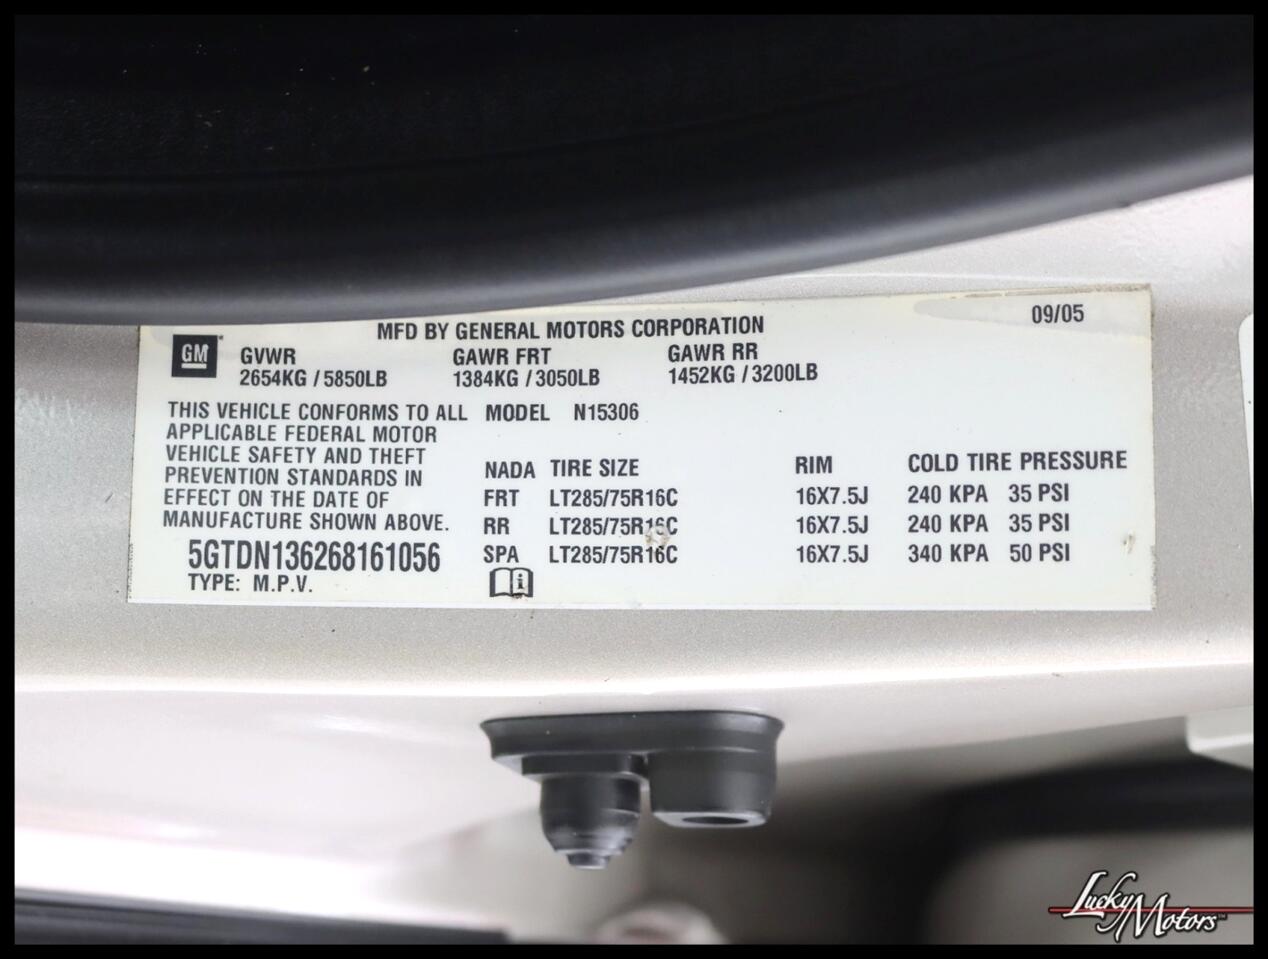 MFD BY GENERAL MOTORS CORPORATION 09/05
GM
GVWR GAWR FRT GAWR RR
2654KG / 5850LB 1384KG / 3050LB 1452KG / 3200LB
THIS VEHICLE CONFORMS TO ALL MODEL N15306
APPLICABLE FEDERAL MOTOR
VEHICLE SAFETY AND THEFT
PREVENTION STANDARDS IN
EFFECT ON THE DATE OF
MANUFACTURE SHOWN ABOVE.
NADA TIRE SIZE RIM COLD TIRE PRESSURE
FRT LT285/75R16C 16X7.5J 240 KPA 35 PSI
RR LT285/75R16C 16X7.5J 240 KPA 35 PSI
SPA LT285/75R16C 16X7.5J 340 KPA 50 PSI
5GTDN136268161056
TYPE: M.P.V.
i
Lucky Motors™